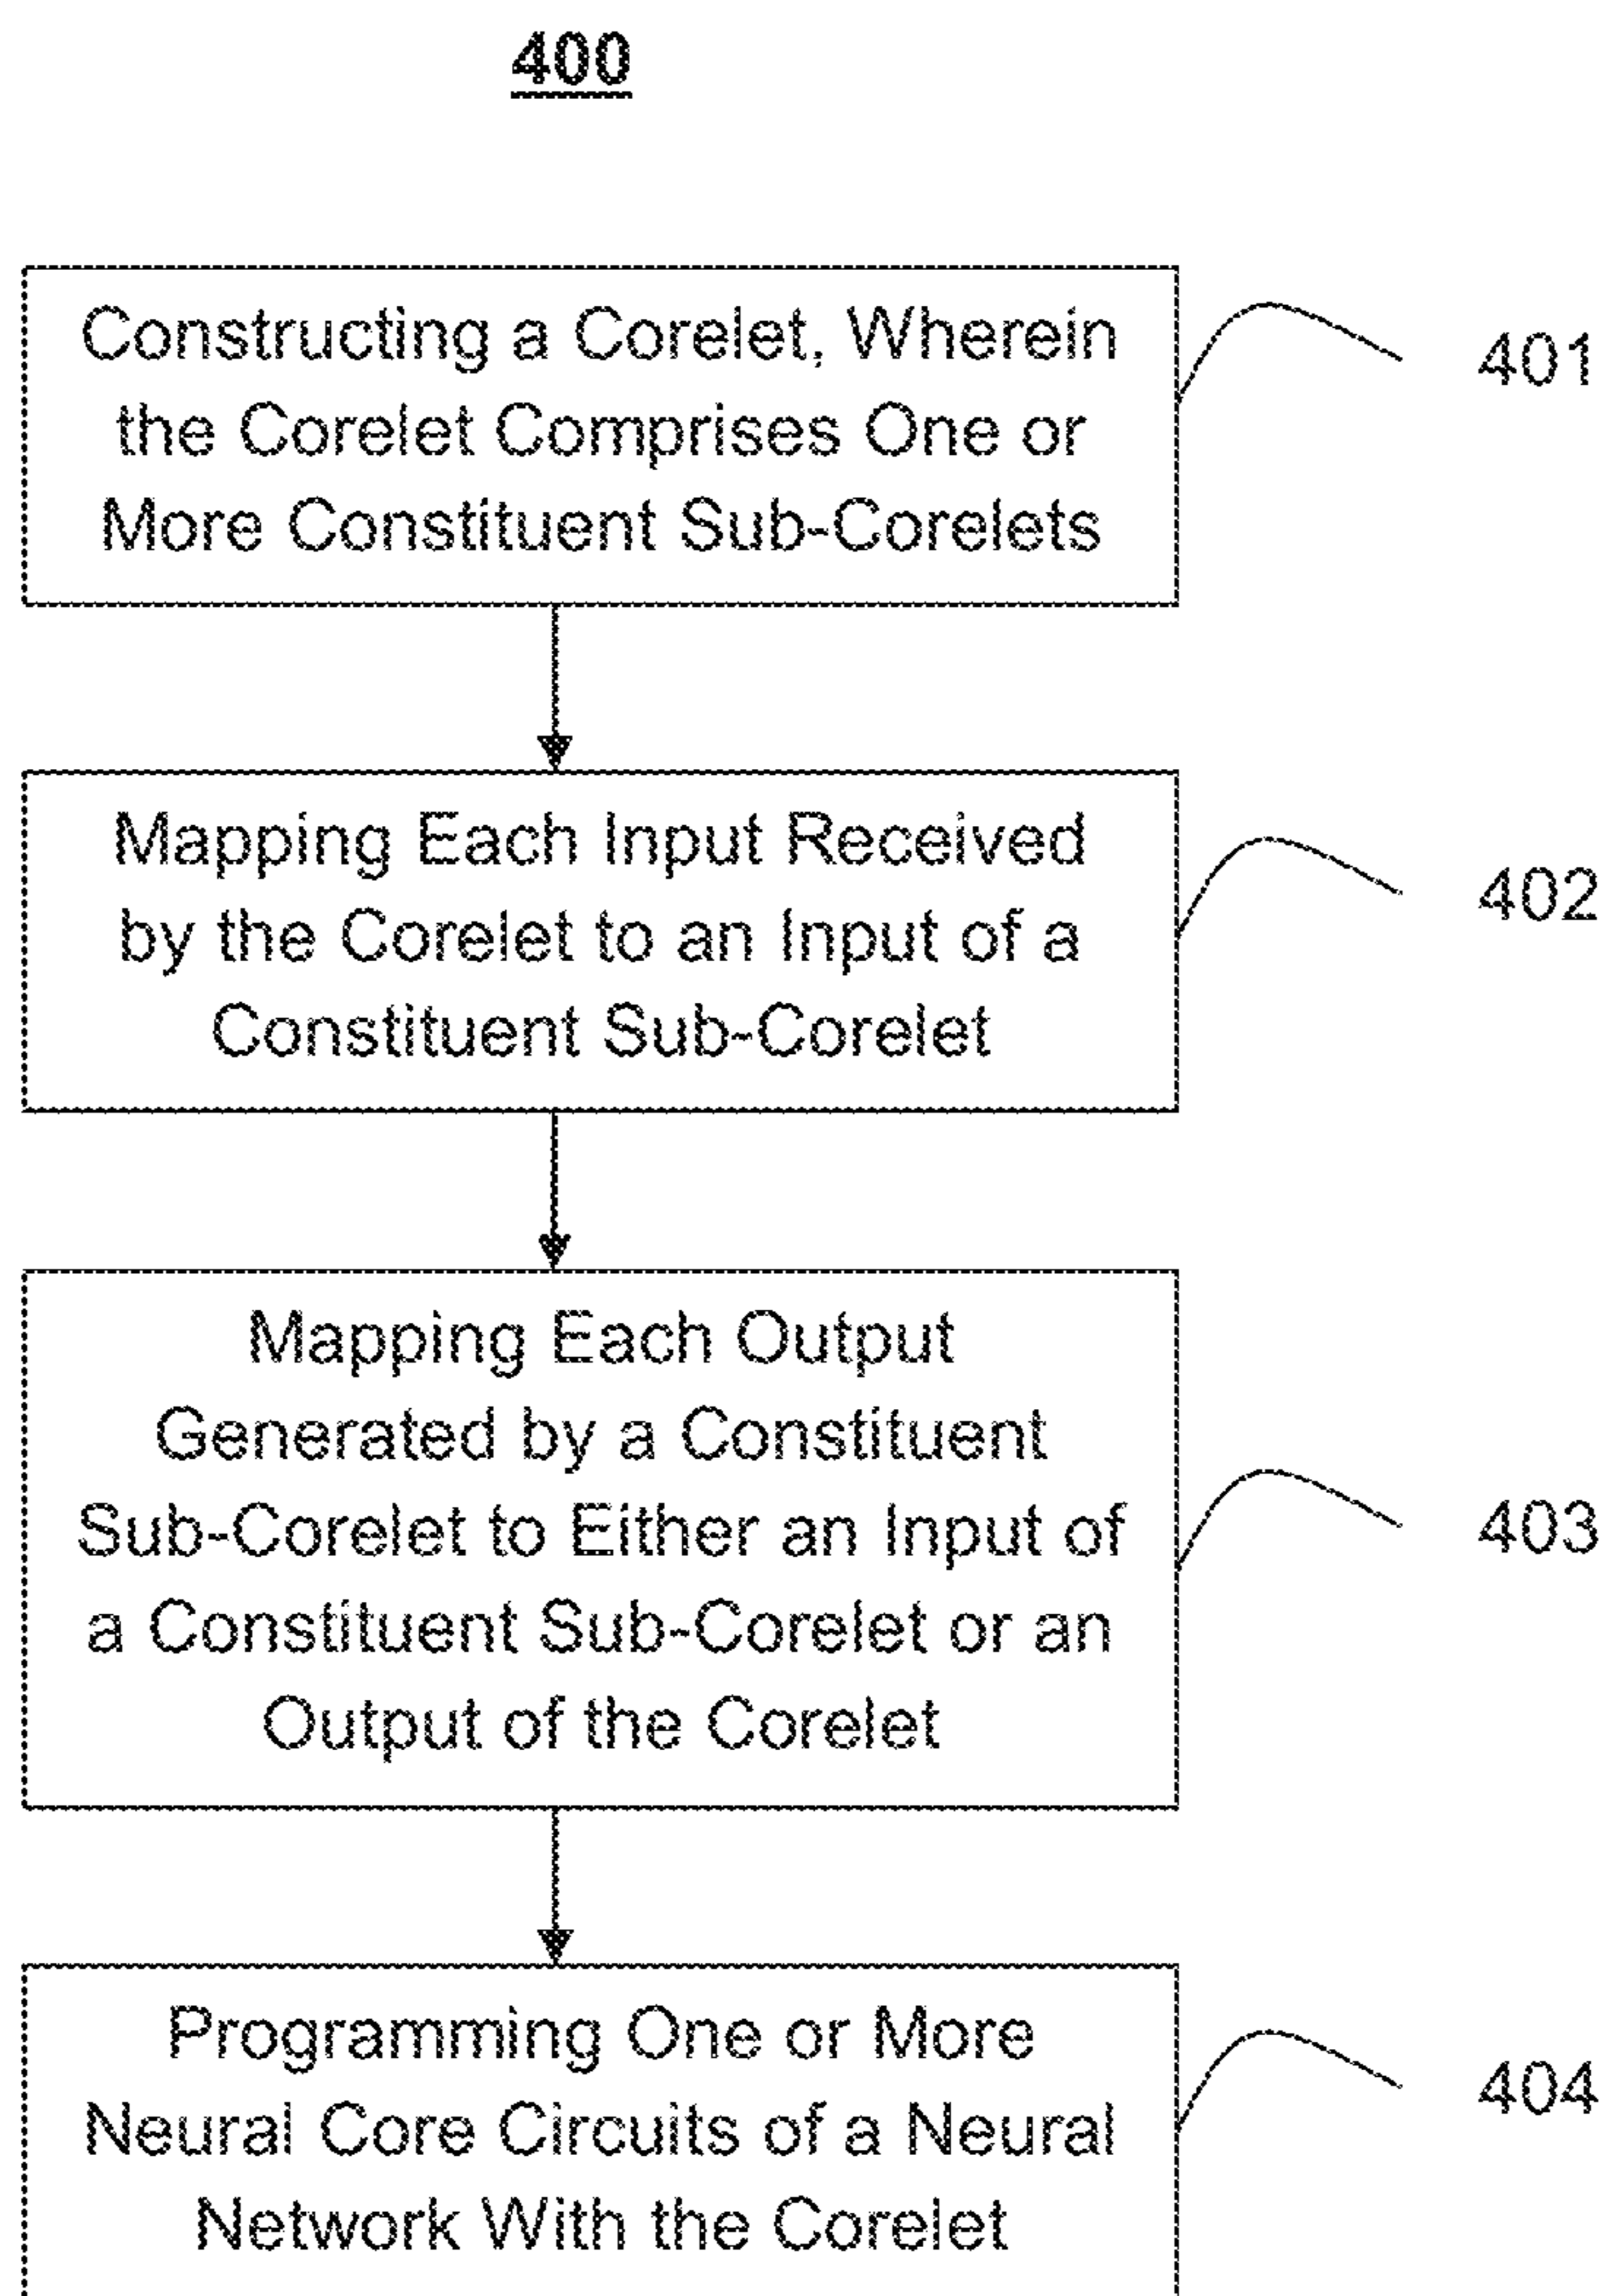 400
Constructing a Corelet, Wherein
the Corelet Comprises One or
More Constituent Sub-Corelets
401
Mapping Each Input Received
by the Corelet to an Input of a
Constituent Sub-Corelet
402
Mapping Each Output
Generated by a Constituent
Sub-Corelet to Either an Input of
a Constituent Sub-Corelet or an
Output of the Corelet
403
Programming One or More
Neural Core Circuits of a Neural
Network With the Corelet
404